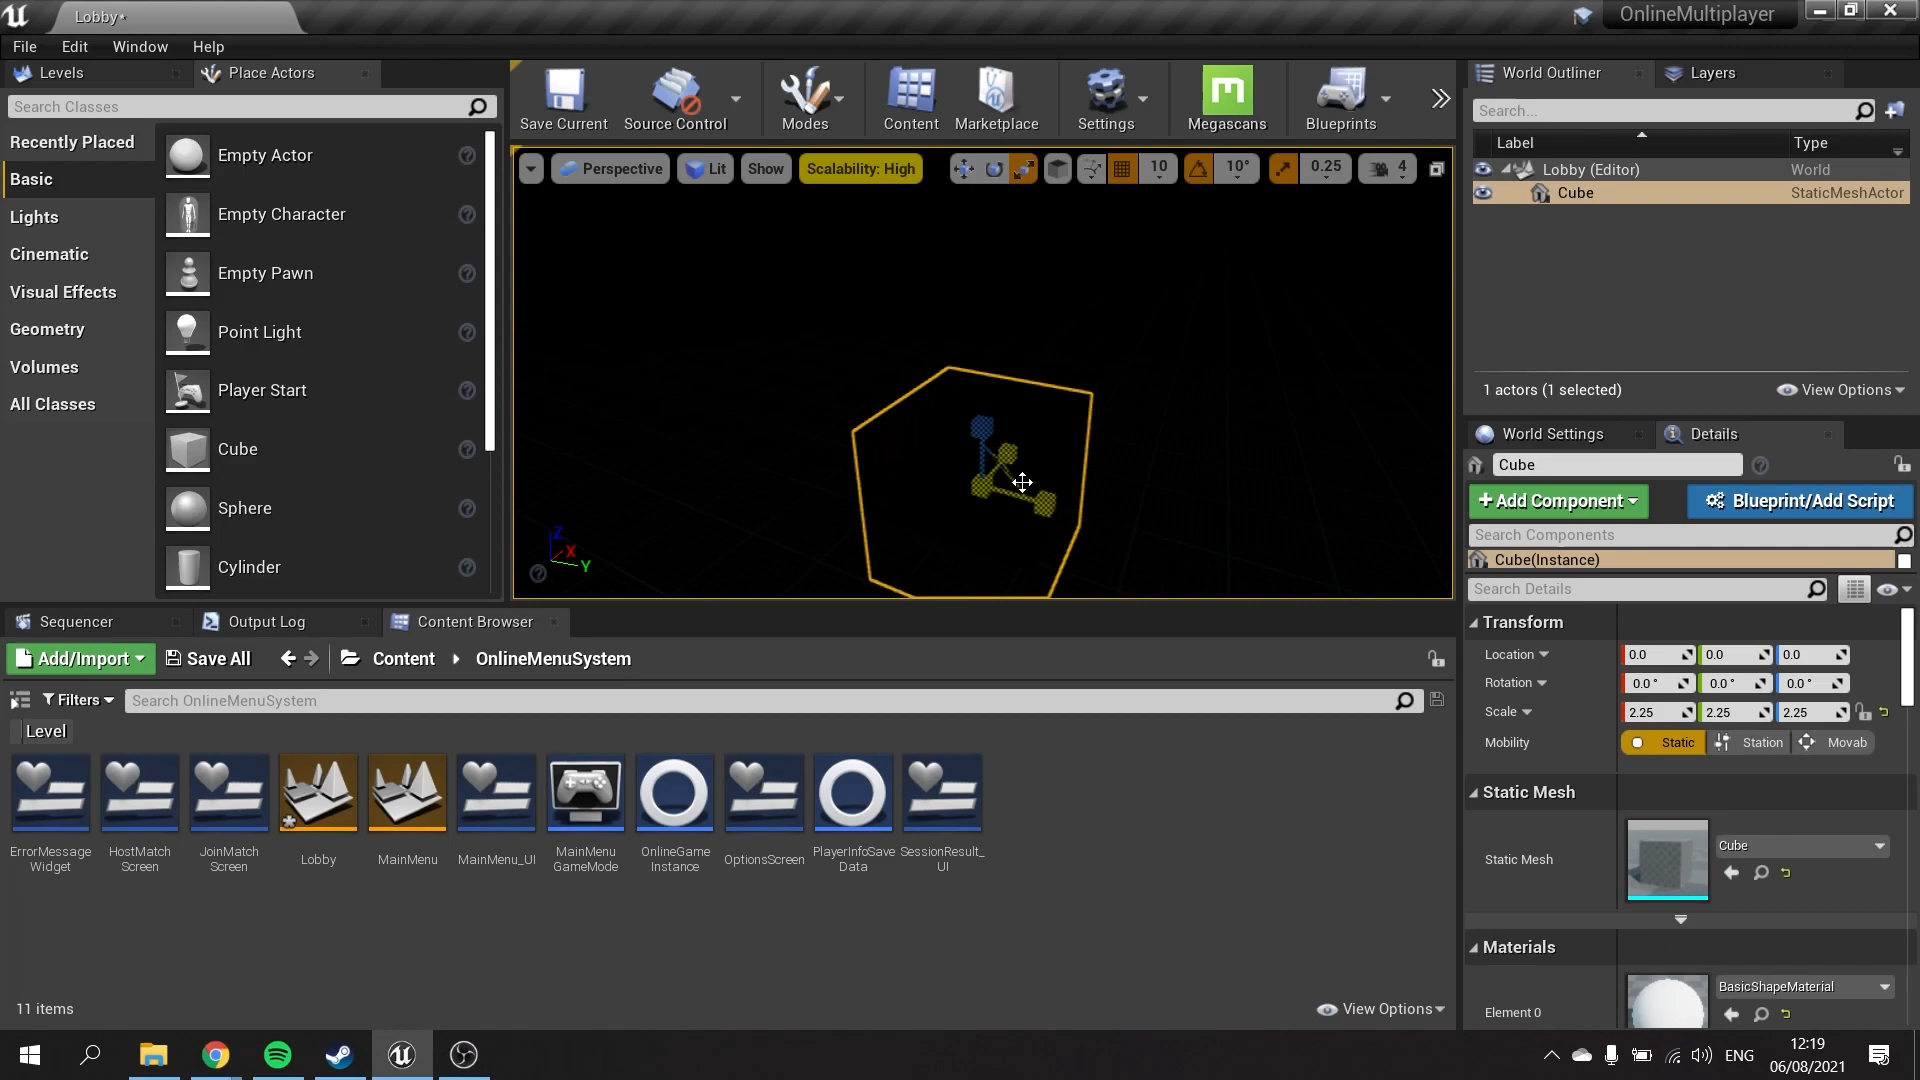 Lobby*
OnlineMultiplayer
File Edit Window Help
Levels
Place Actors
Search Classes
Recently Placed
Basic
Lights
Cinematic
Visual Effects
Geometry
Volumes
All Classes
Empty Actor
Empty Character
Empty Pawn
Point Light
Player Start
Cube
Sphere
Cylinder
Save Current
Source Control
Modes
Content
Marketplace
Settings
Megascans
Blueprints
Perspective
Lit
Show
Scalability: High
10
10°
0.25
4
Z
X
Y
World Outliner
Layers
Search...
Label
Type
Lobby (Editor)
World
Cube
StaticMeshActor
1 actors (1 selected)
View Options
World Settings
Details
Cube
+ Add Component
Blueprint/Add Script
Search Components
Cube(Instance)
Search Details
Transform
Location
0.0 0.0 0.0
Rotation
0.0° 0.0° 0.0°
Scale
2.25 2.25 2.25
Mobility
Static
Station
Movab
Static Mesh
Static Mesh
Cube
Materials
Element 0
BasicShapeMaterial
Sequencer
Output Log
Content Browser
Add/Import
Save All
Content
OnlineMenuSystem
Filters
Search OnlineMenuSystem
Level
ErrorMessage
Widget
HostMatch
Screen
JoinMatch
Screen
Lobby
MainMenu
MainMenu_UI
MainMenu
GameMode
OnlineGame
Instance
OptionsScreen
PlayerInfoSave
Data
SessionResult_
UI
11 items
View Options
ENG
12:19
06/08/2021